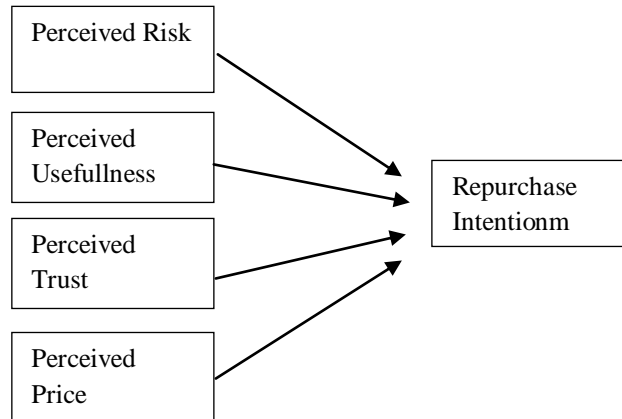 Perceived Risk
Perceived
Usefullness
Perceived
Trust
Perceived
Price
Repurchase
Intentionm